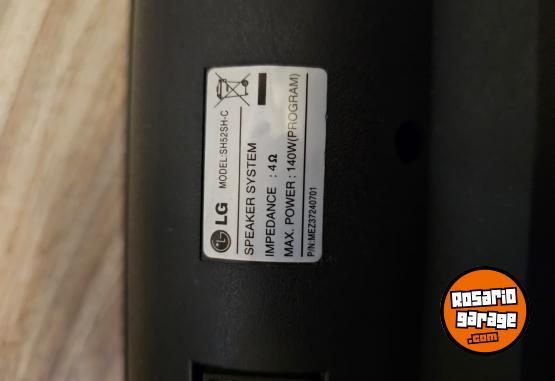 LG MODEL:SH52SH-C
SPEAKER SYSTEM
IMPEDANCE : 4Ω
MAX. POWER : 140W(PROGRAM)
P/N:MEZ37240701
Rosario
garage
.com